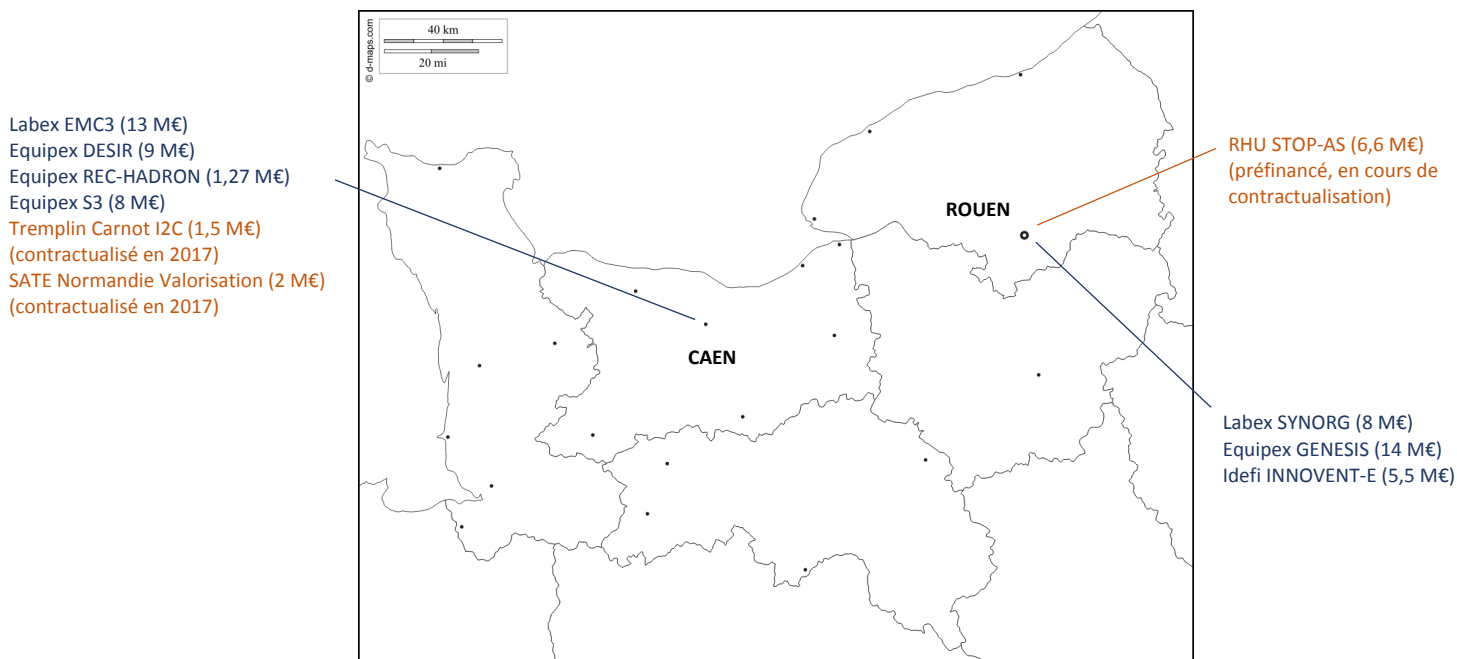 © d-maps.com
40 km
20 mi
Labex EMC3 (13 M€)
Equipex DESIR (9 M€)
Equipex REC-HADRON (1,27 M€)
Equipex S3 (8 M€)
Tremplin Carnot I2C (1,5 M€)
(contractualisé en 2017)
SATE Normandie Valorisation (2 M€)
(contractualisé en 2017)
ROUEN
CAEN
RHU STOP-AS (6,6 M€)
(préfinancé, en cours de
contractualisation)
Labex SYNORG (8 M€)
Equipex GENESIS (14 M€)
Idefi INNOVENT-E (5,5 M€)